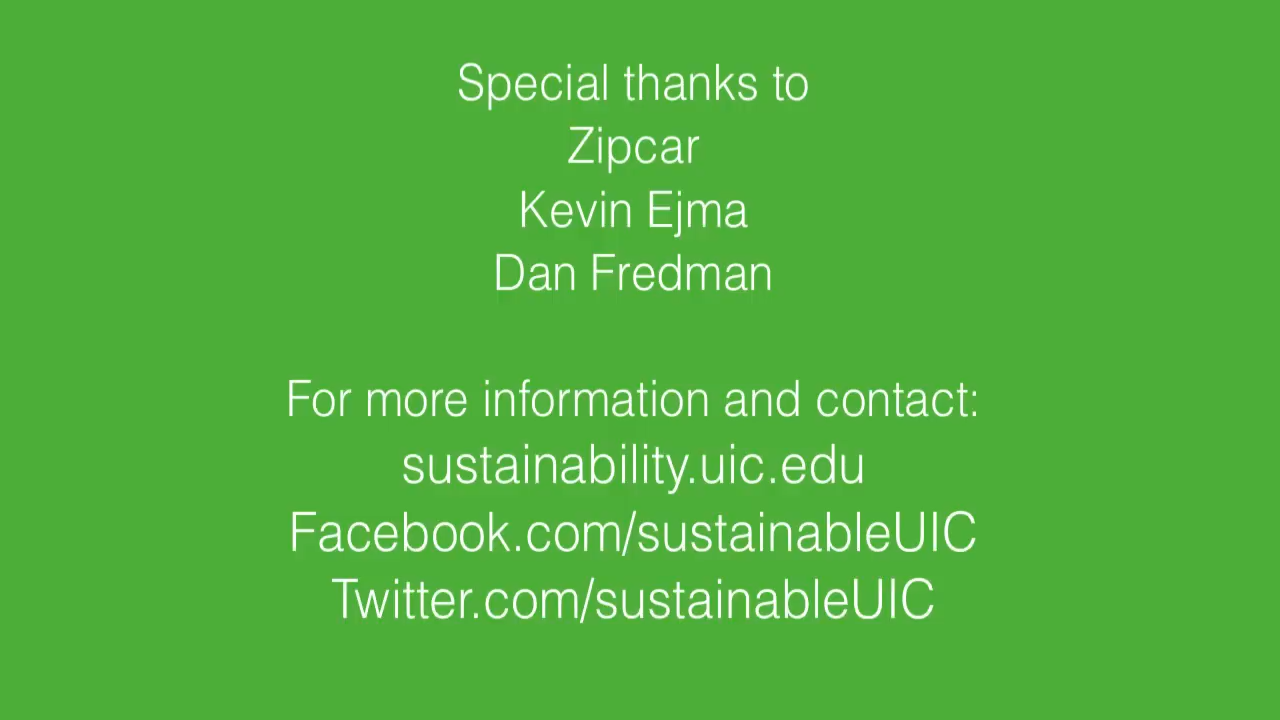 Special thanks to
Zipcar
Kevin Ejma
Dan Fredman
For more information and contact:
sustainability.uic.edu
Facebook.com/sustainableUIC
Twitter.com/sustainableUIC